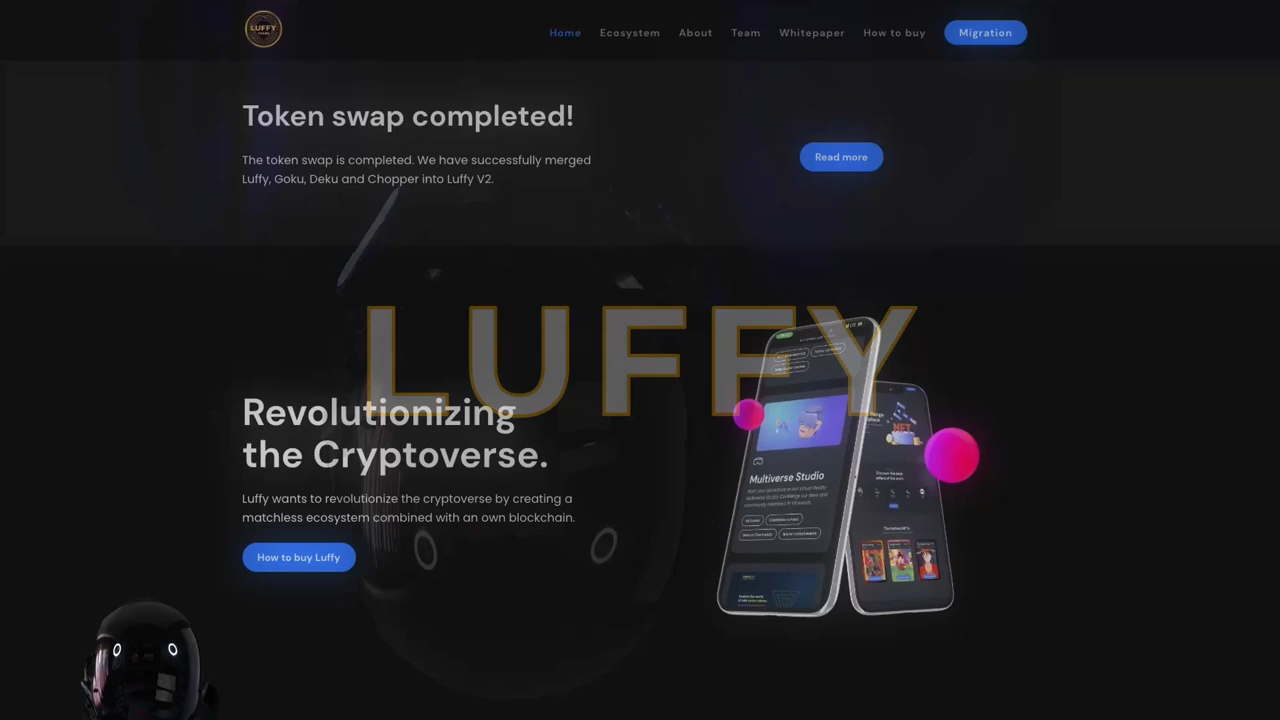 LUFFY
Home Ecosystem About Team Whitepaper How to buy Migration
Token swap completed!
The token swap is completed. We have successfully merged
Luffy, Goku, Deku and Chopper into Luffy V2.
Read more
LUFFY
Revolutionizing
the Cryptoverse.
Luffy wants to revolutionize the cryptoverse by creating a
matchless ecosystem combined with an own blockchain.
How to buy Luffy
Multiverse Studio
NFT